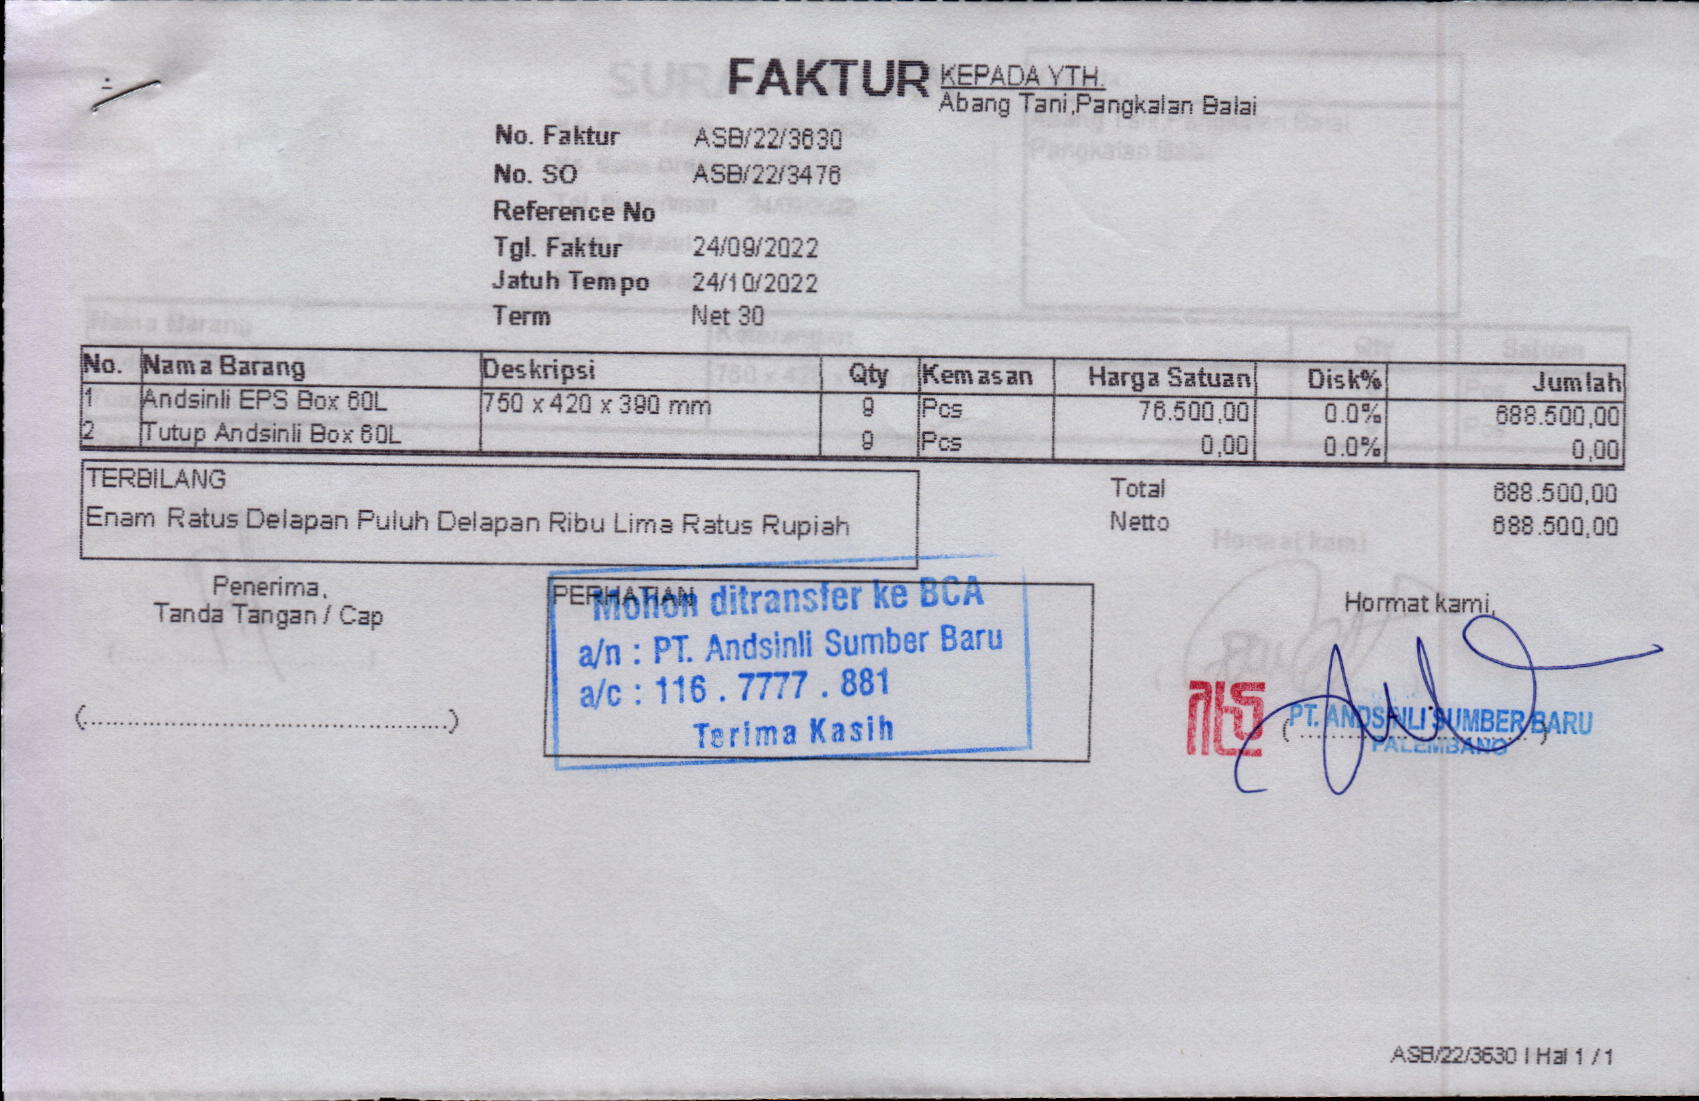 FAKTUR
KEPADA YTH.
Abang Tani,Pangkalan Balai
No. Faktur ASB/22/3630
No. SO ASB/22/3476
Reference No
Tgl. Faktur 24/09/2022
Jatuh Tempo 24/10/2022
Term Net 30
No. Nama Barang Deskripsi Qty Kemasan Harga Satuan Disk% Jumlah
1 Andsinli EPS Box 60L 750 x 420 x 390 mm 9 Pcs 76.500,00 0.0% 688.500,00
2 Tutup Andsinli Box 60L 9 Pcs 0,00 0.0% 0,00
TERBILANG
Enam Ratus Delapan Puluh Delapan Ribu Lima Ratus Rupiah
Total 688.500,00
Netto 688.500,00
Penerima,
Tanda Tangan / Cap
(...................................................)
PERHATIAN
Mohon ditransfer ke BCA
a/n : PT. Andsinli Sumber Baru
a/c : 116 . 7777 . 881
Terima Kasih
Hormat kami,
PT. ANDSINLI SUMBER BARU
PALEMBANG
ASB/22/3630 | Hal 1 / 1